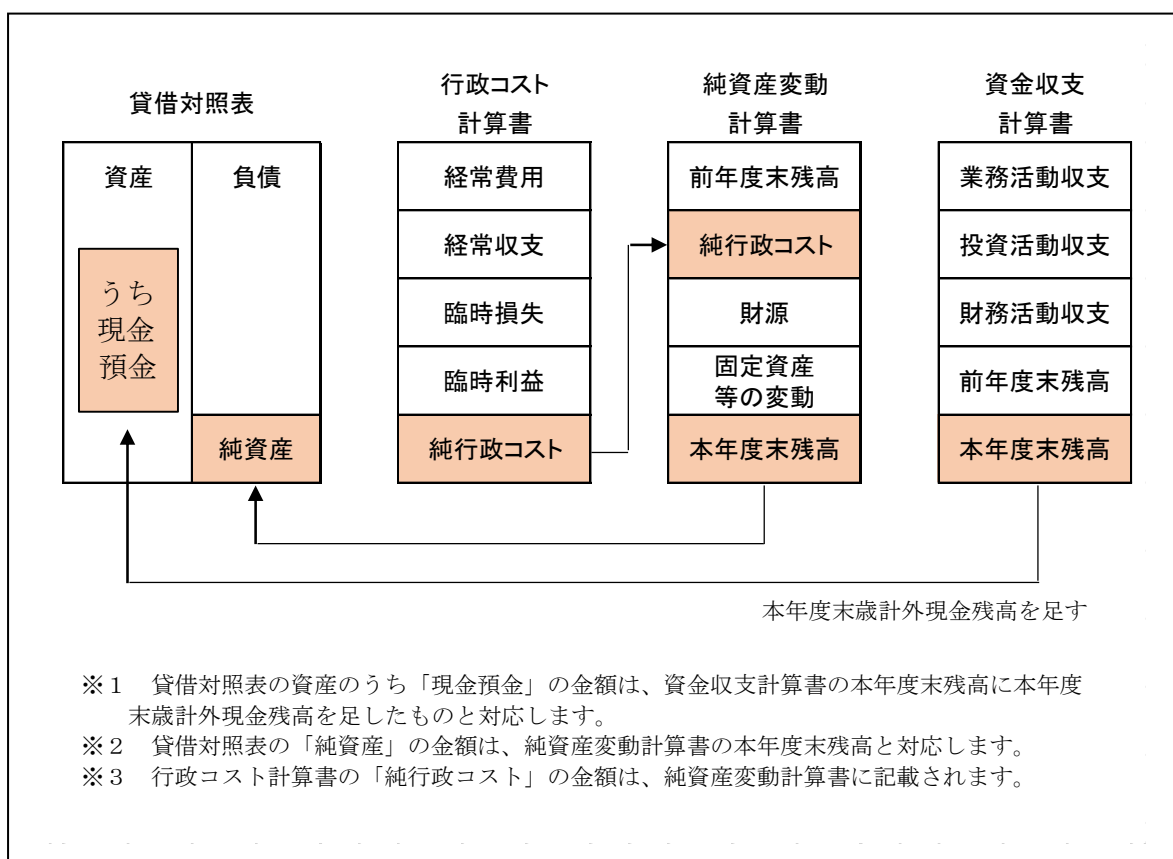 貸借対照表
資産
負債
うち
現金
預金
純資産
行政コスト
計算書
経常費用
経常収支
臨時損失
臨時利益
純行政コスト
純資産変動
計算書
前年度末残高
純行政コスト
財源
固定資産
等の変動
本年度末残高
資金収支
計算書
業務活動収支
投資活動収支
財務活動収支
前年度末残高
本年度末残高
本年度末歳計外現金残高を足す
※１　貸借対照表の資産のうち「現金預金」の金額は、資金収支計算書の本年度末残高に本年度
末歳計外現金残高を足したものと対応します。
※２　貸借対照表の「純資産」の金額は、純資産変動計算書の本年度末残高と対応します。
※３　行政コスト計算書の「純行政コスト」の金額は、純資産変動計算書に記載されます。